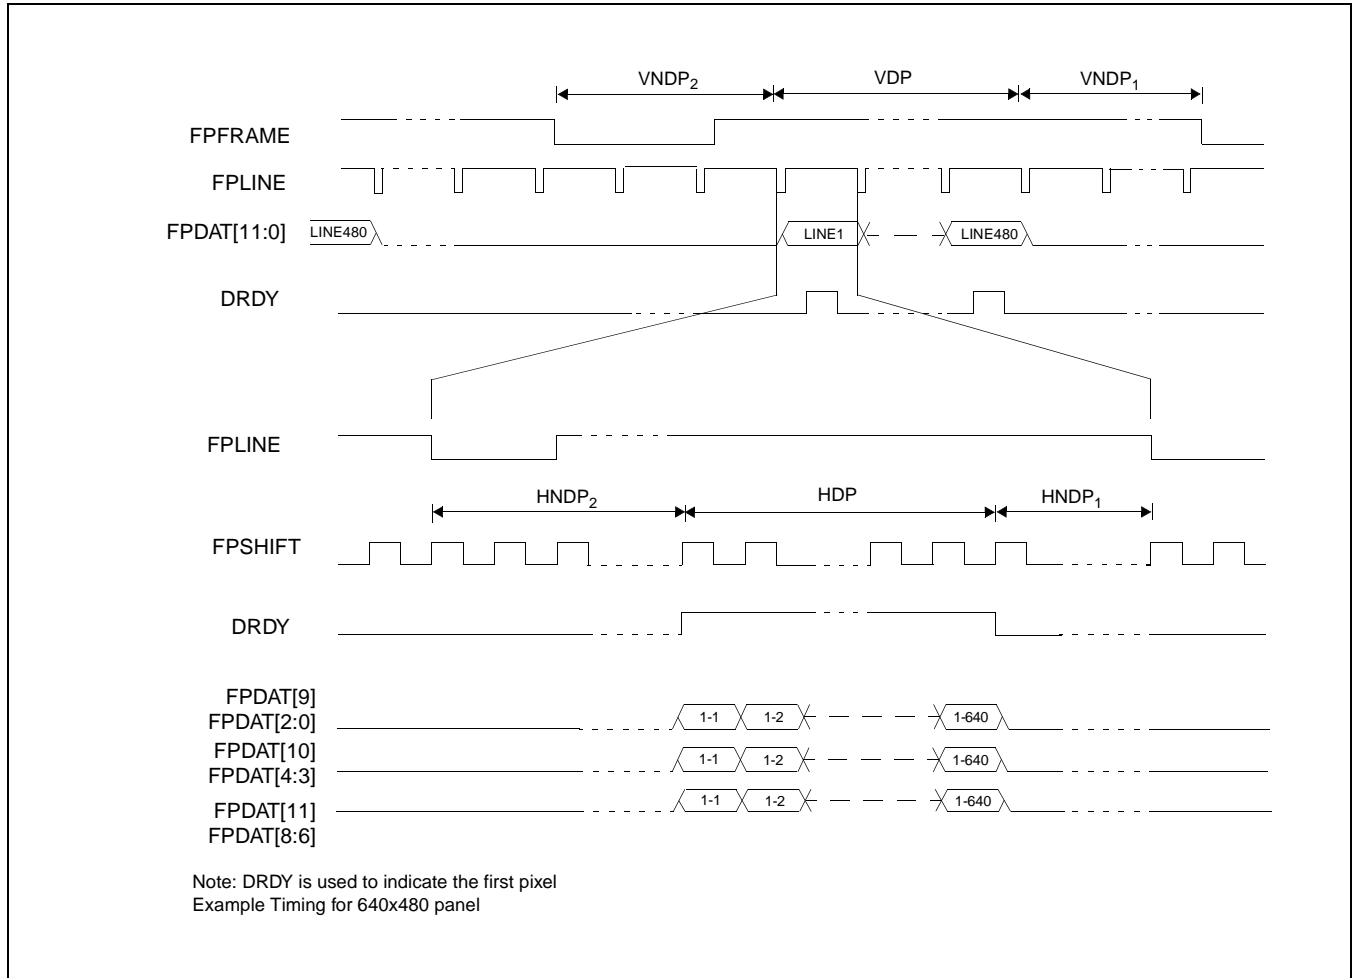 VNDP2 VDP VNDP1
FPFRAME
FPLINE
FPDAT[11:0] LINE480 LINE1 LINE480
DRDY
FPLINE
HNDP2 HDP HNDP1
FPSHIFT
DRDY
FPDAT[9]
FPDAT[2:0] 1-1 1-2 1-640
FPDAT[10]
FPDAT[4:3] 1-1 1-2 1-640
FPDAT[11] 1-1 1-2 1-640
FPDAT[8:6]
Note: DRDY is used to indicate the first pixel
Example Timing for 640x480 panel